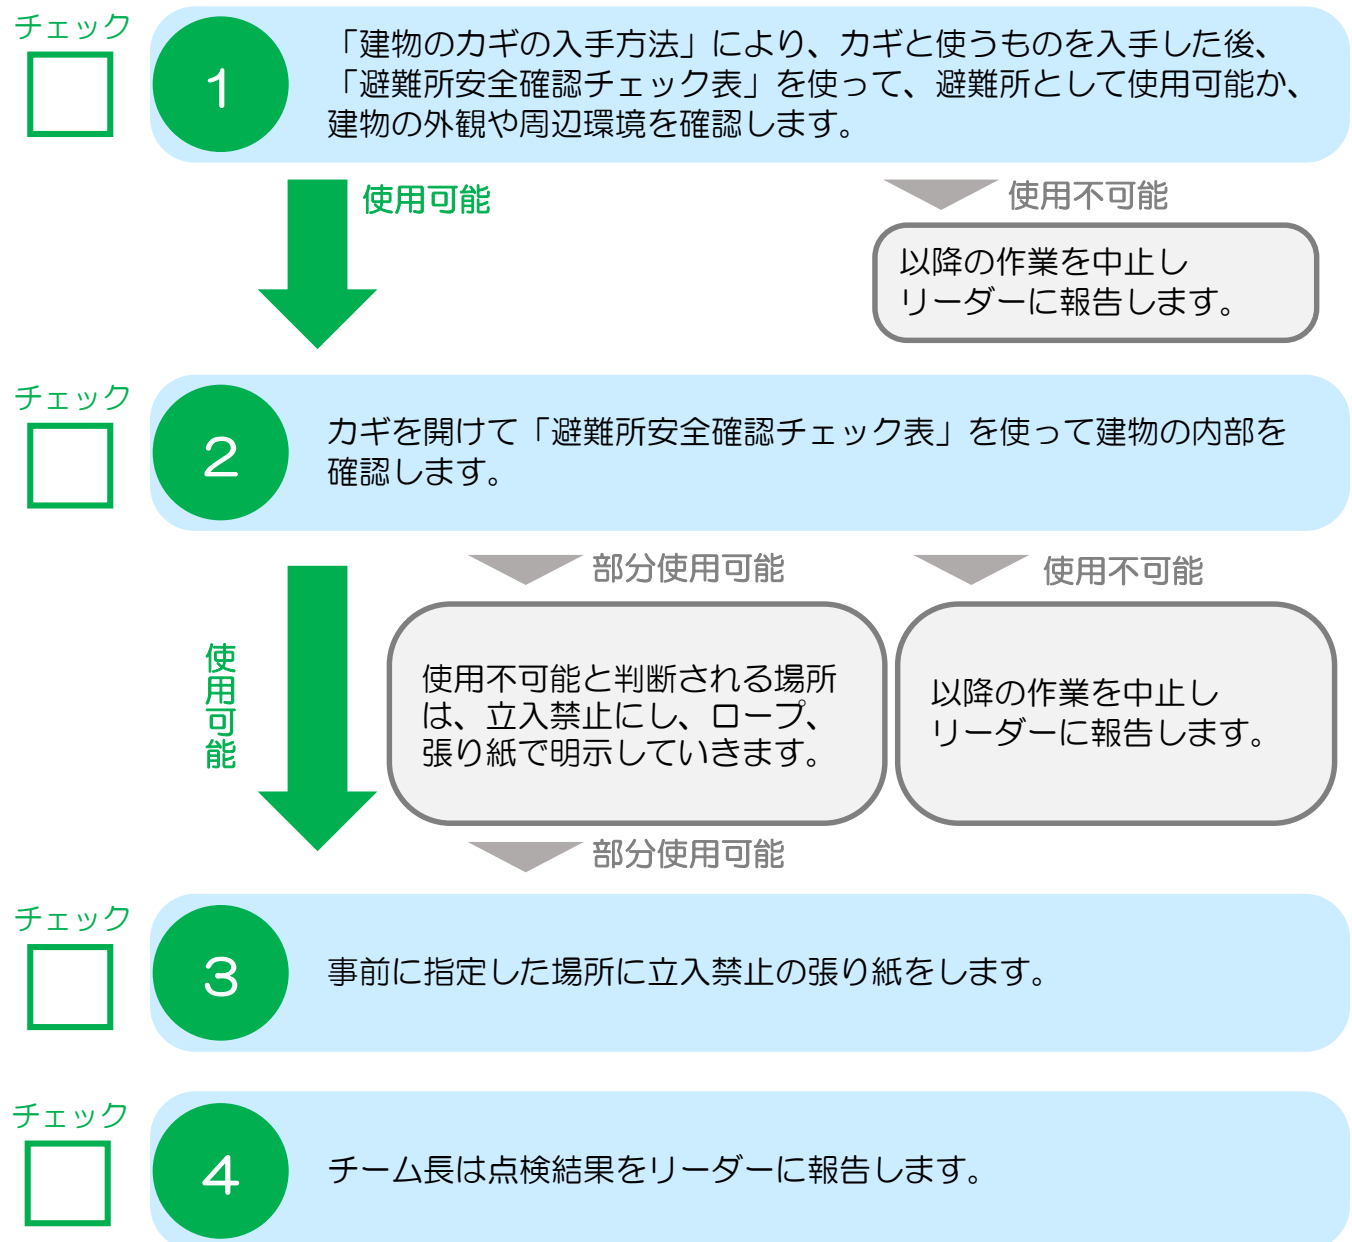 チェック
1
「建物のカギの入手方法」により、カギと使うものを入手した後、
「避難所安全確認チェック表」を使って、避難所として使用可能か、
建物の外観や周辺環境を確認します。
使用可能
使用不可能
以降の作業を中止し
リーダーに報告します。
チェック
2
カギを開けて「避難所安全確認チェック表」を使って建物の内部を
確認します。
使用可能
部分使用可能
使用不可能
使用不可能と判断される場所
は、立入禁止にし、ロープ、
張り紙で明示していきます。
以降の作業を中止し
リーダーに報告します。
部分使用可能
チェック
3
事前に指定した場所に立入禁止の張り紙をします。
チェック
4
チーム長は点検結果をリーダーに報告します。